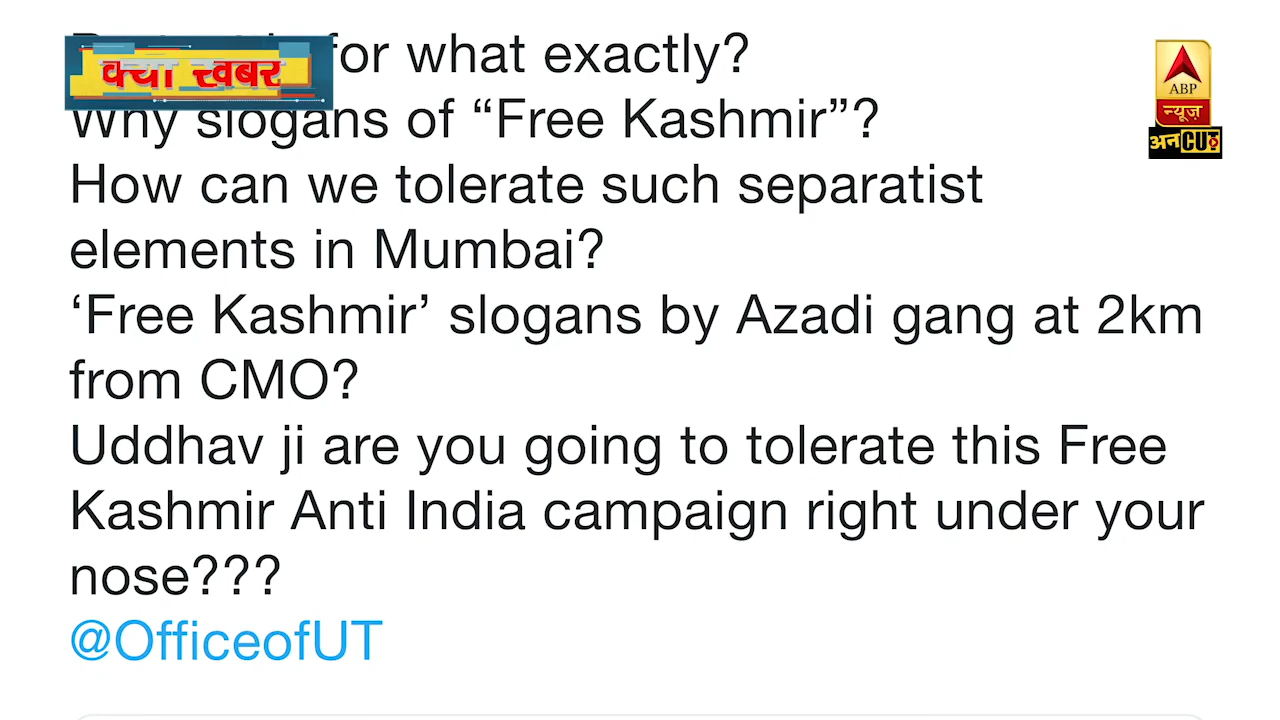 for what exactly?
क्या खबर
Why slogans of “Free Kashmir”?
How can we tolerate such separatist
elements in Mumbai?
‘Free Kashmir’ slogans by Azadi gang at 2km
from CMO?
Uddhav ji are you going to tolerate this Free
Kashmir Anti India campaign right under your
nose???
@OfficeofUT
ABP
न्यूज़
अनCUT